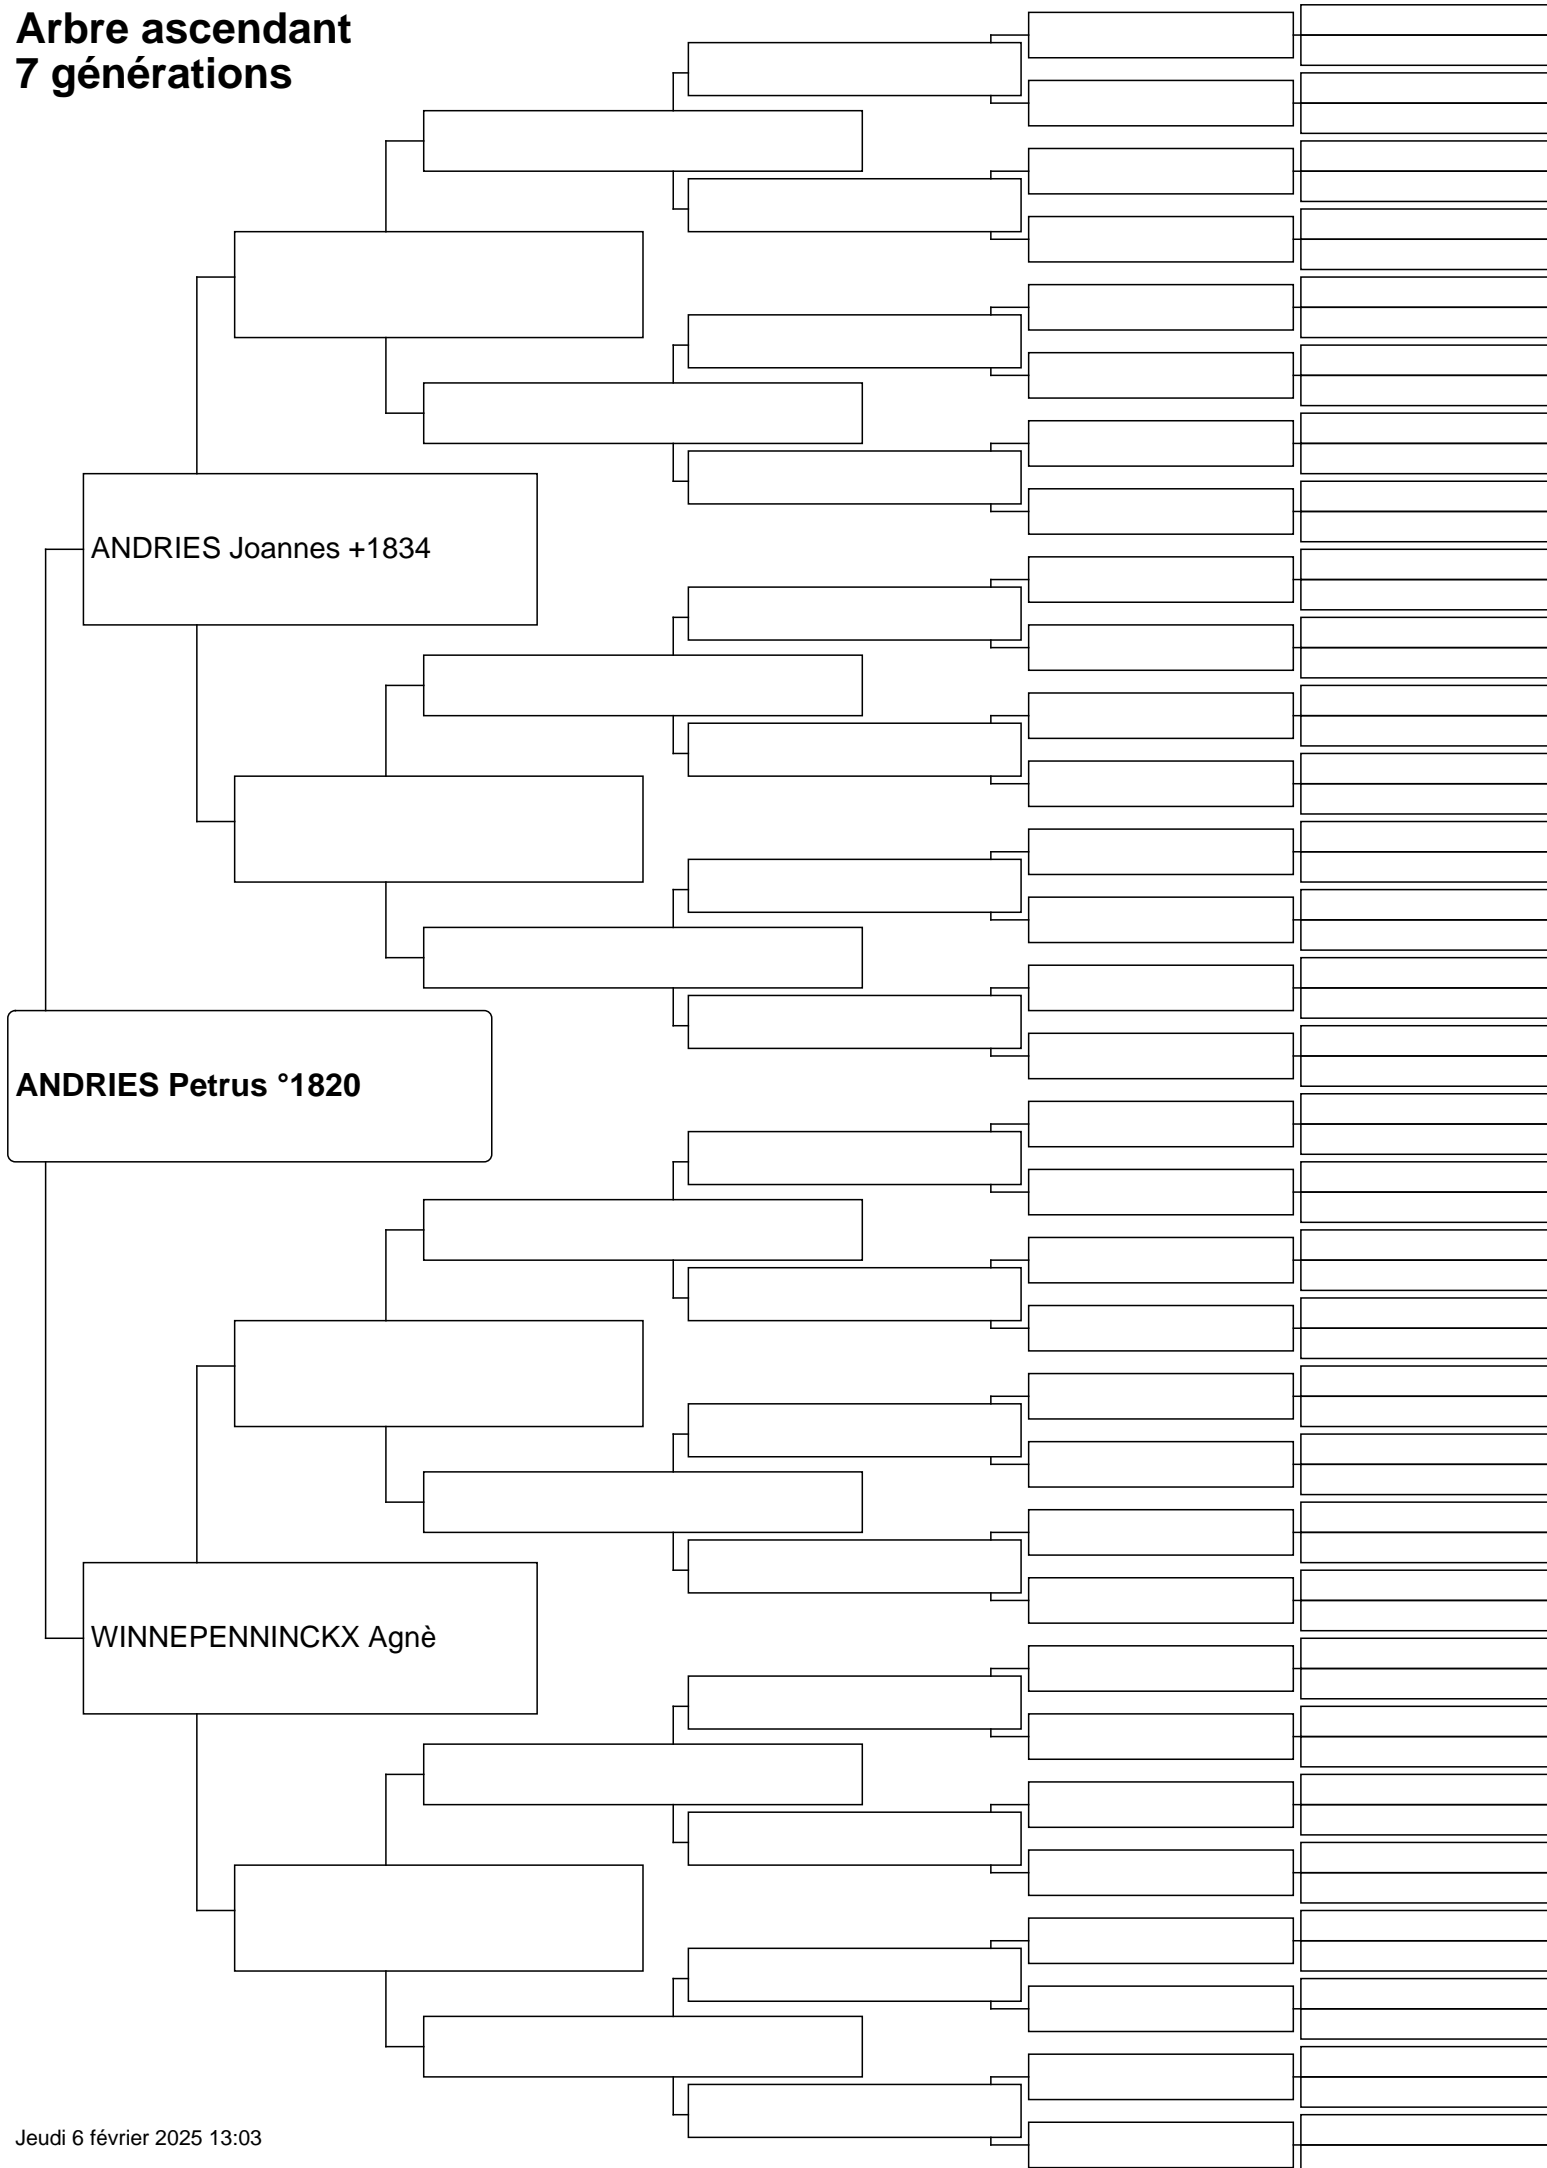 Arbre ascendant
7 générations
ANDRIES Joannes +1834
ANDRIES Petrus °1820
WINNEPENNINCKX Agnè
Jeudi 6 février 2025 13:03